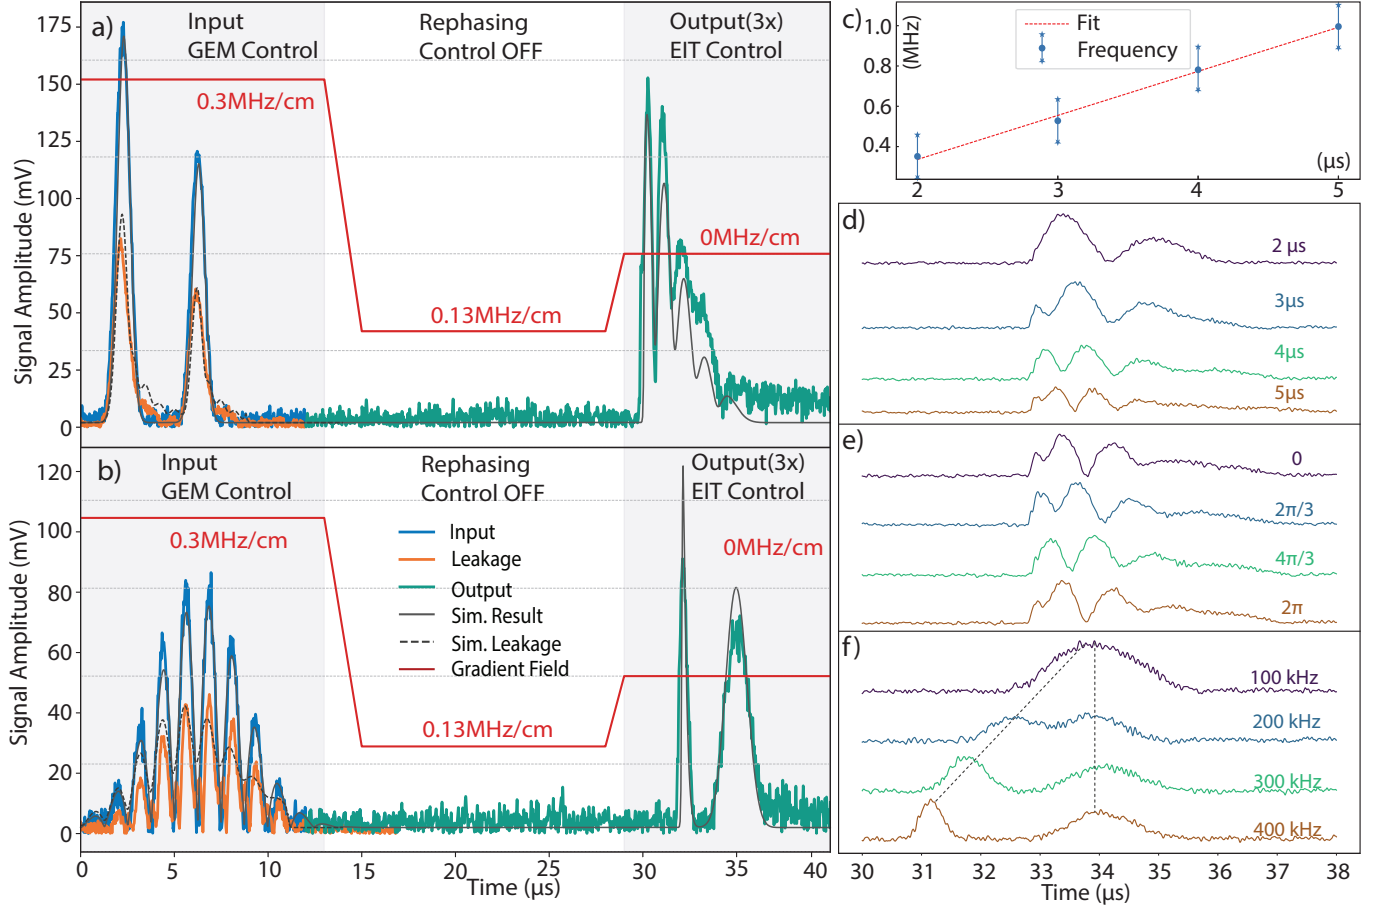 a)
Input
GEM Control
Rephasing
Control OFF
Output(3x)
EIT Control
0.3MHz/cm
0.13MHz/cm
0MHz/cm
Signal Amplitude (mV)
175
150
125
100
75
50
25
0
b)
Input
GEM Control
Rephasing
Control OFF
Output(3x)
EIT Control
0.3MHz/cm
0.13MHz/cm
0MHz/cm
Input
Leakage
Output
Sim. Result
Sim. Leakage
Gradient Field
Signal Amplitude (mV)
120
100
80
60
40
20
0
0 5 10 15 20 25 30 35 40
Time (μs)
c)
(MHz)
1.0
0.8
0.6
0.4
Fit
Frequency
(μs)
2 3 4 5
d)
2 μs
3μs
4μs
5μs
e)
0
2π/3
4π/3
2π
f)
100 kHz
200 kHz
300 kHz
400 kHz
30 31 32 33 34 35 36 37 38
Time (μs)